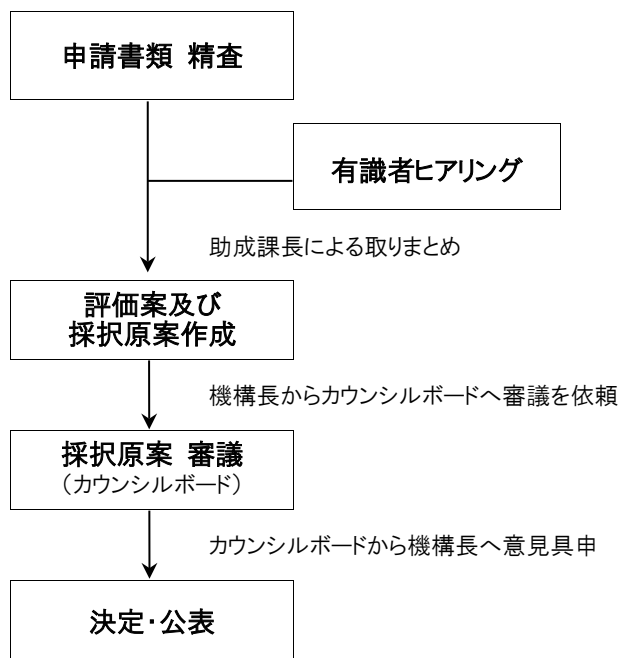 申請書類 精査
有識者ヒアリング
助成課長による取りまとめ
評価案及び
採択原案作成
機構長からカウンシルボードへ審議を依頼
採択原案 審議
（カウンシルボード）
カウンシルボードから機構長へ意見具申
決定・公表